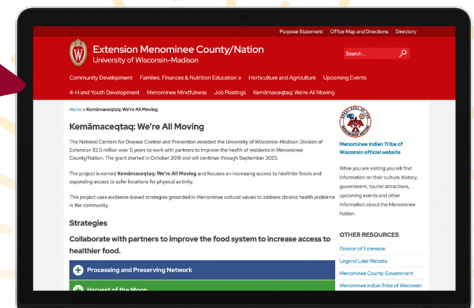 Purpose Statement Office Map and Directions Directory
Extension Menominee County/Nation
University of Wisconsin-Madison
Search...
Community Development Families, Finances & Nutrition Education » Horticulture and Agriculture Upcoming Events
4-H and Youth Development Menominee Mindfulness Job Postings Kemāmaceqtaq: We're All Moving
Home » Kemāmaceqtaq: We're All Moving
Kemāmaceqtaq: We're All Moving
The National Centers for Disease Control and Prevention awarded the University of Wisconsin-Madison Division of
Extension $2.5 million over 5 years to work with partners to improve the health of residents in Menominee
County/Nation. The grant started in October 2018 and will continue through September 2023.
The project is named Kemāmaceqtaq: We're All Moving and focuses on increasing access to healthier foods and
expanding access to safer locations for physical activity.
This project uses evidence-based strategies grounded in Menominee cultural values to address chronic health problems
in the community.
Strategies
Collaborate with partners to improve the food system to increase access to
healthier food.
Processing and Preserving Network
Harvest of the Moon
Menominee Indian Tribe of
Wisconsin official website
While you are visiting you will find
information on their culture, history,
government, tourist attractions,
upcoming events and other
information about the Menominee
Nation.
OTHER RESOURCES
Division of Extension
Legend Lake Website
Menominee County Government
Menominee Indian Tribe of Wisconsin